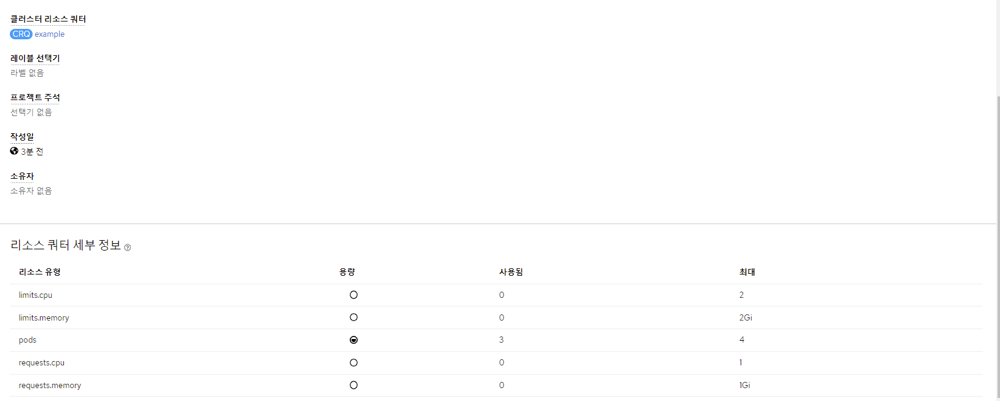 클러스터 리소스 쿼터
CRQ example
레이블 선택기
라벨 없음
프로젝트 주석
선택기 없음
작성일
3분 전
소유자
소유자 없음
리소스 쿼터 세부 정보 ?
리소스 유형 용량 사용됨 최대
limits.cpu 0 2
limits.memory 0 2Gi
pods 3 4
requests.cpu 0 1
requests.memory 0 1Gi